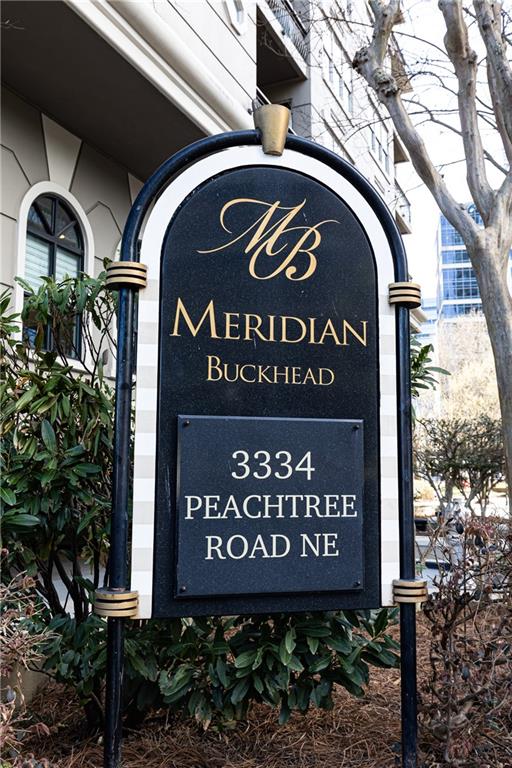 MB
MERIDIAN
BUCKHEAD
3334
PEACHTREE
ROAD NE